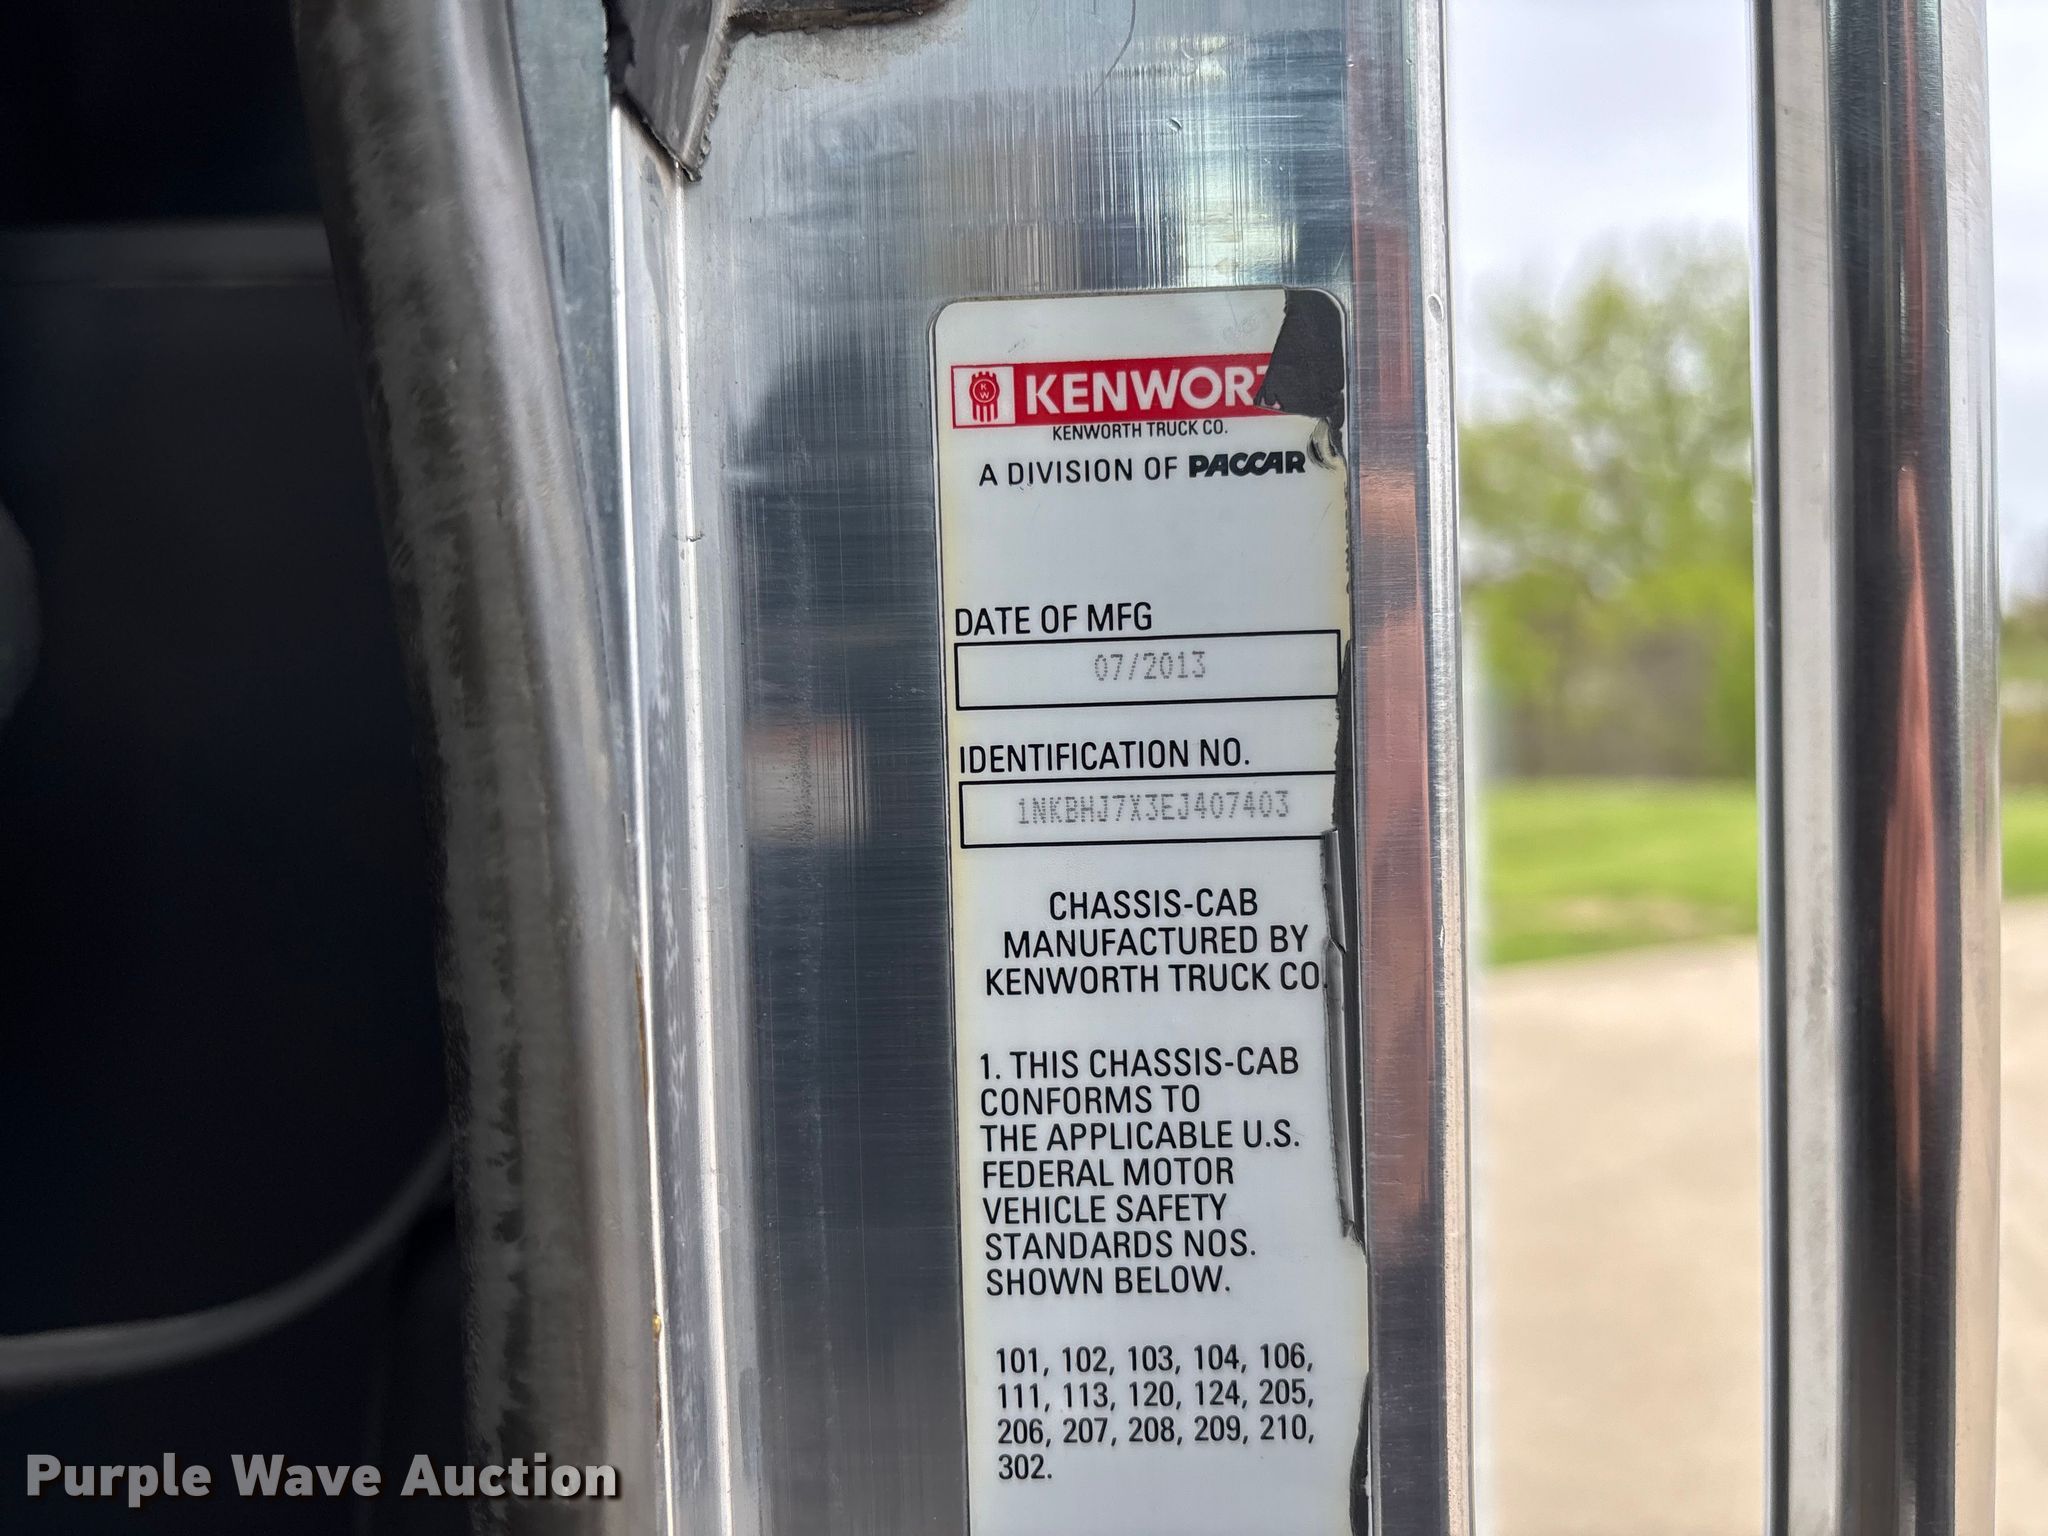 K
W
KENWORT
KENWORTH TRUCK CO.
A DIVISION OF PACCAR
DATE OF MFG
07/2013
IDENTIFICATION NO.
1NKBHJ7X3EJ407403
CHASSIS-CAB
MANUFACTURED BY
KENWORTH TRUCK CO.
1. THIS CHASSIS-CAB
CONFORMS TO
THE APPLICABLE U.S.
FEDERAL MOTOR
VEHICLE SAFETY
STANDARDS NOS.
SHOWN BELOW.
101, 102, 103, 104, 106,
111, 113, 120, 124, 205,
206, 207, 208, 209, 210,
302.
Purple Wave Auction